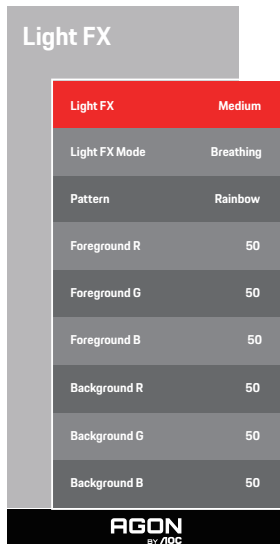 Light FX
Light FX Medium
Light FX Mode Breathing
Pattern Rainbow
Foreground R 50
Foreground G 50
Foreground B 50
Background R 50
Background G 50
Background B 50
AGON
BY AOC